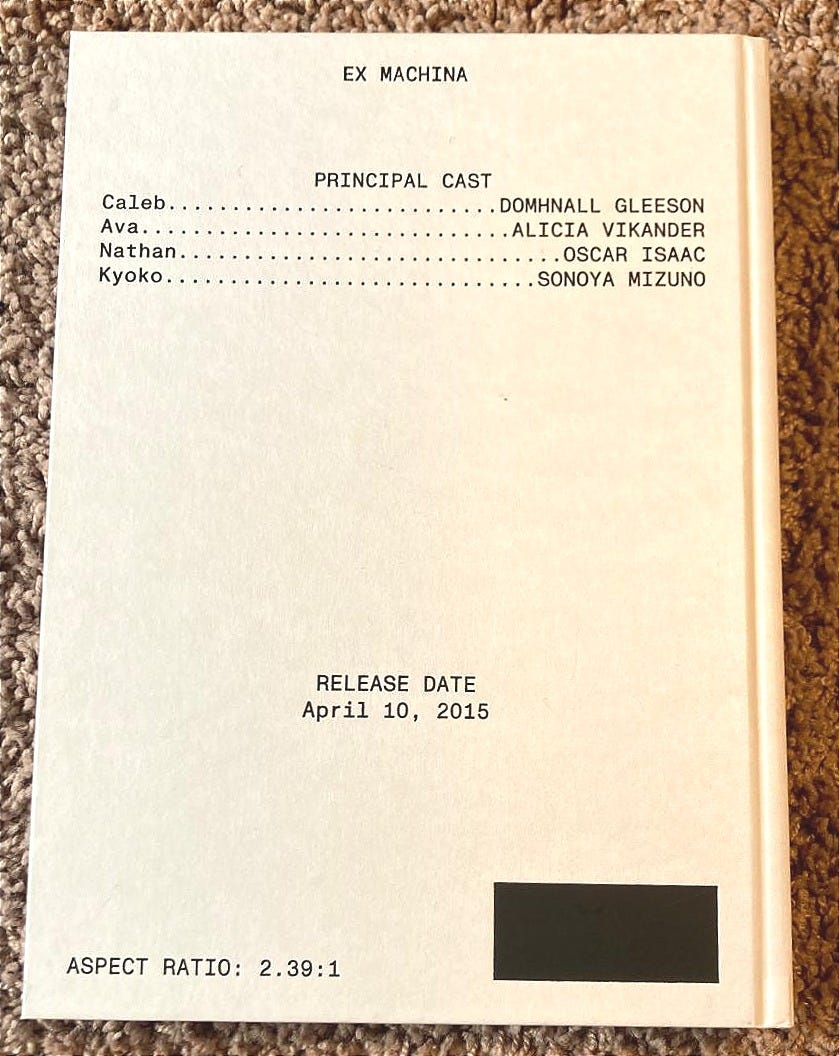 EX MACHINA
PRINCIPAL CAST
Caleb..........................DOMHNALL GLEESON
Ava.............................ALICIA VIKANDER
Nathan..............................OSCAR ISAAC
Kyoko.............................SONOYA MIZUNO
RELEASE DATE
April 10, 2015
ASPECT RATIO: 2.39:1